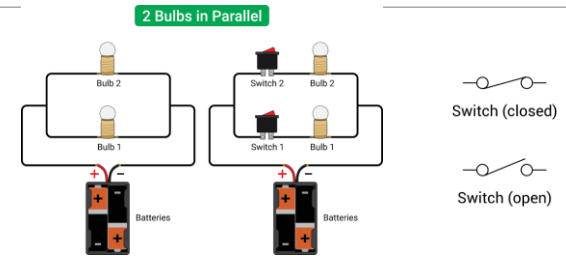 2 Bulbs in Parallel
Bulb 2
Bulb 1
+ −
+
+
Batteries
Switch 2 Bulb 2
Switch 1 Bulb 1
+ −
+
+
Batteries
Switch (closed)
Switch (open)